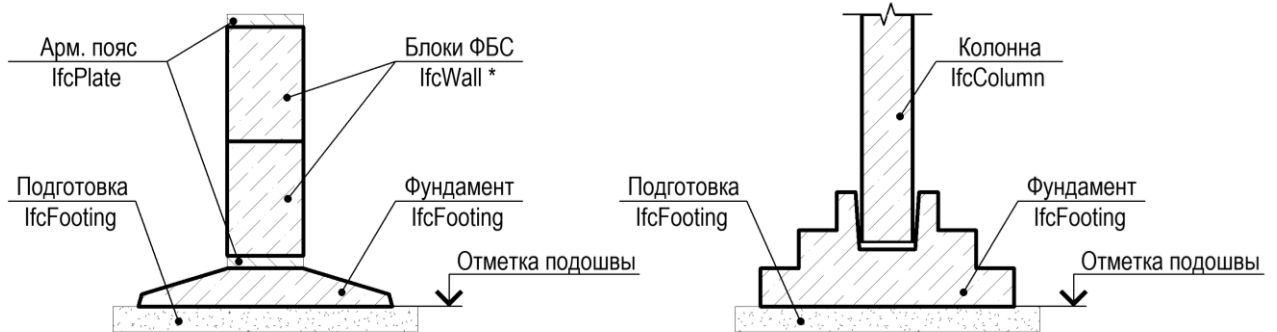 Арм. пояс
IfcPlate
Блоки ФБС
IfcWall *
Подготовка
IfcFooting
Фундамент
IfcFooting
Отметка подошвы
Колонна
IfcColumn
Подготовка
IfcFooting
Фундамент
IfcFooting
Отметка подошвы